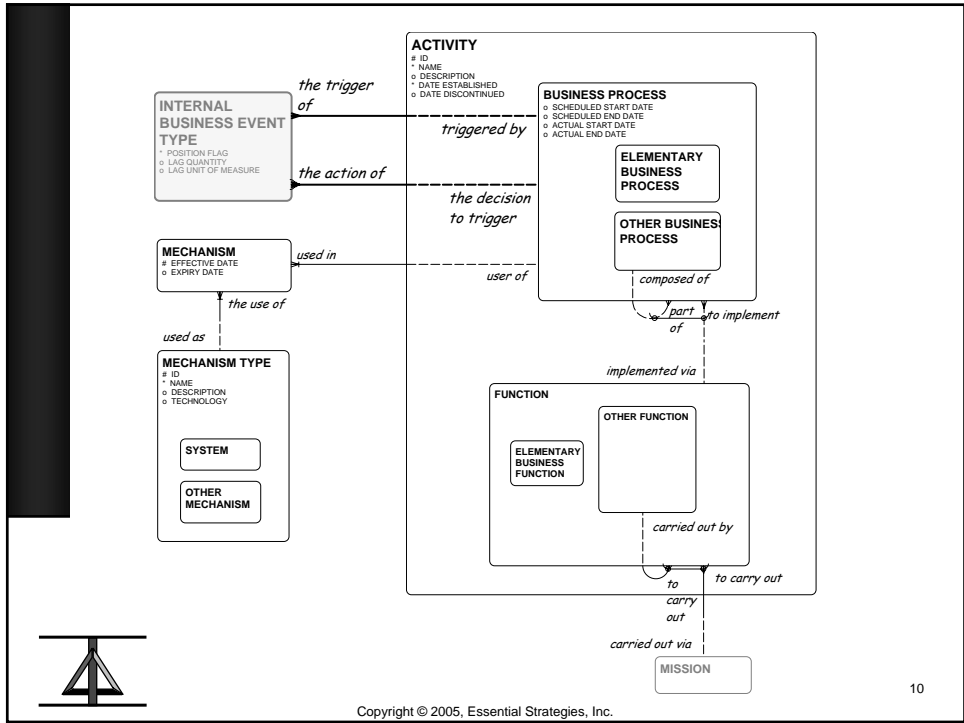 ACTIVITY
# ID
* NAME
o DESCRIPTION
* DATE ESTABLISHED
o DATE DISCONTINUED
the trigger
of
triggered by
INTERNAL
BUSINESS EVENT
TYPE
* POSITION FLAG
o LAG QUANTITY
o LAG UNIT OF MEASURE
the action of
the decision
to trigger
BUSINESS PROCESS
o SCHEDULED START DATE
o SCHEDULED END DATE
o ACTUAL START DATE
o ACTUAL END DATE
ELEMENTARY
BUSINESS
PROCESS
OTHER BUSINESS
PROCESS
composed of
part
of
to implement
MECHANISM
# EFFECTIVE DATE
o EXPIRY DATE
used in
user of
the use of
used as
MECHANISM TYPE
# ID
* NAME
o DESCRIPTION
o TECHNOLOGY
SYSTEM
OTHER
MECHANISM
implemented via
FUNCTION
OTHER FUNCTION
ELEMENTARY
BUSINESS
FUNCTION
carried out by
to
carry
out
to carry out
carried out via
MISSION
10
Copyright © 2005, Essential Strategies, Inc.